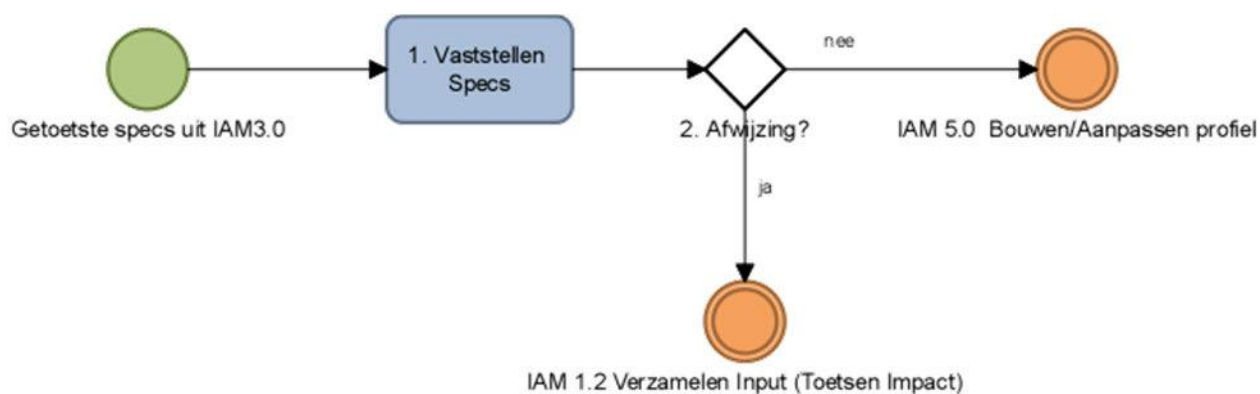 1. Vaststellen
Specs
nee
Getoetste specs uit IAM3.0
2. Afwijzing?
IAM 5.0 Bouwen/Aanpassen profiel
ja
IAM 1.2 Verzamelen Input (Toetsen Impact)